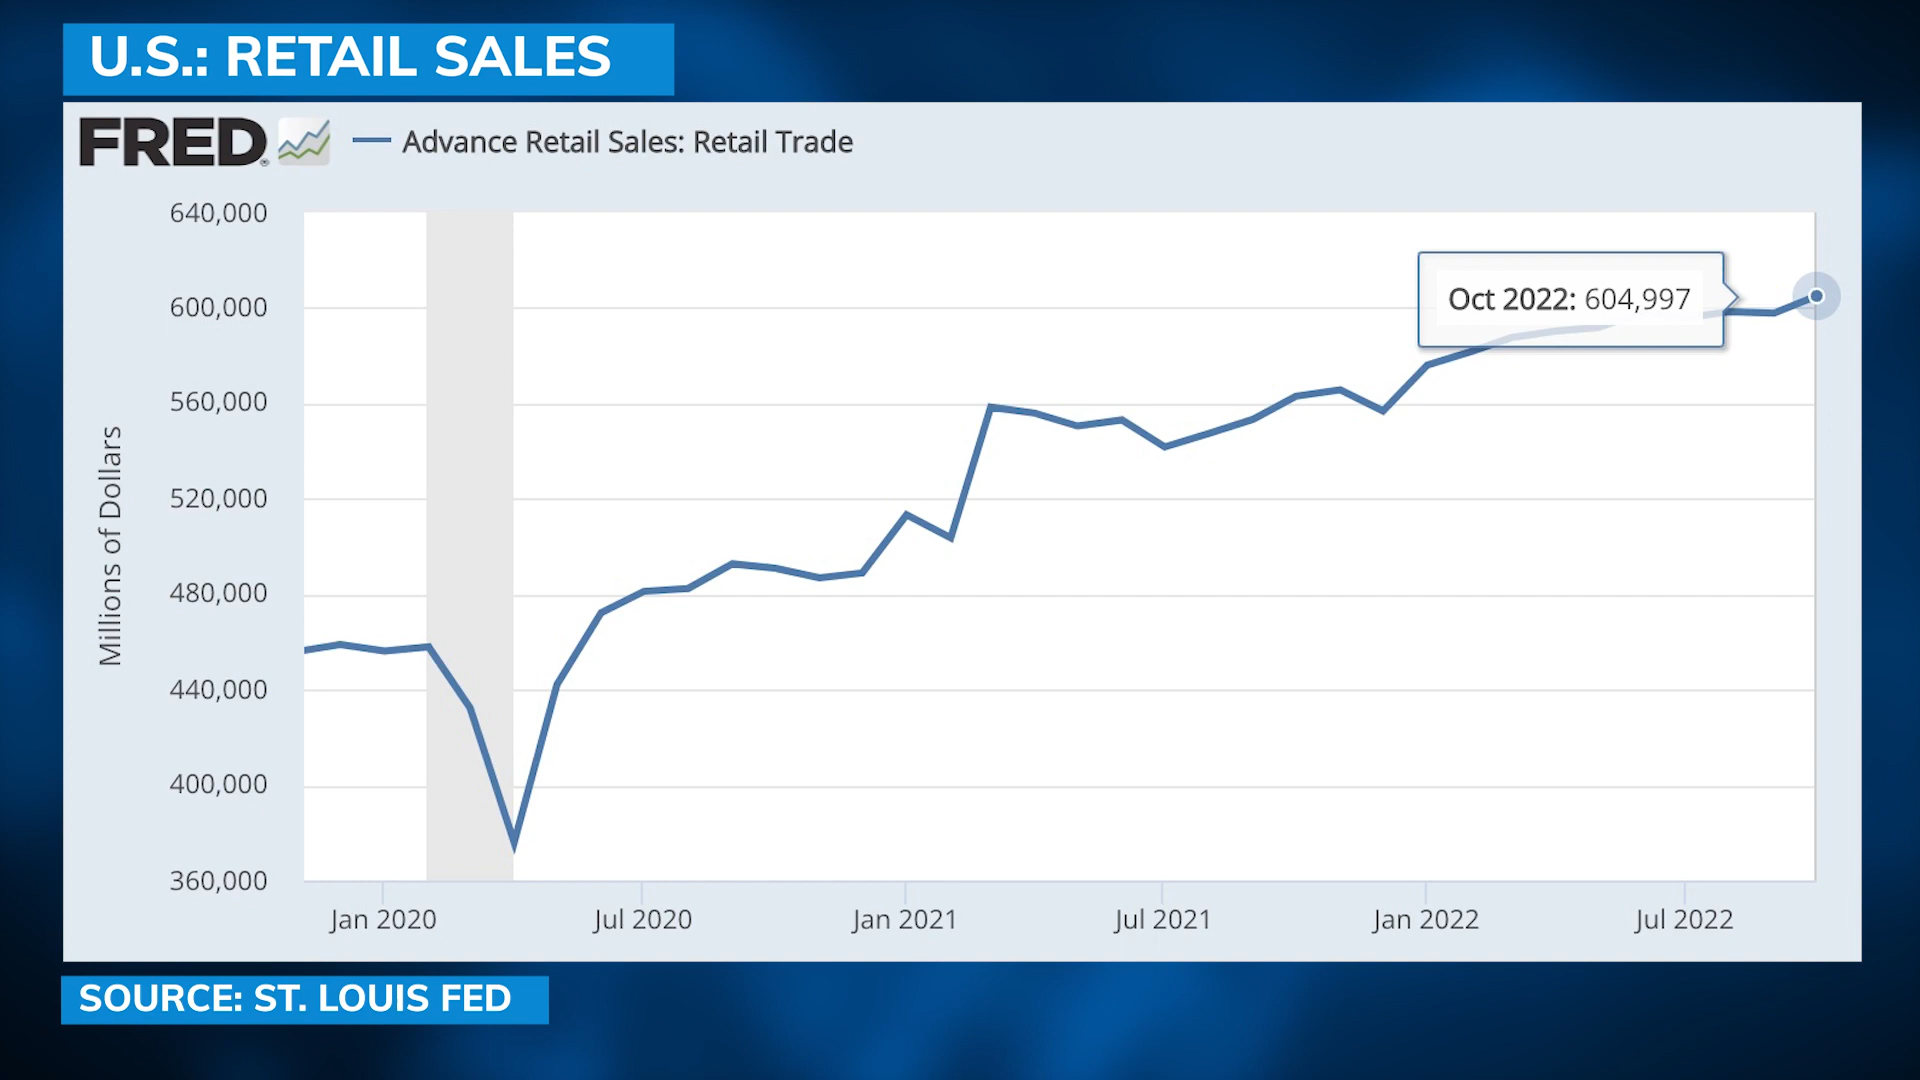 U.S.: RETAIL SALES
FRED
Advance Retail Sales: Retail Trade
640,000
600,000
560,000
520,000
480,000
440,000
400,000
360,000
Millions of Dollars
Oct 2022: 604,997
Jan 2020
Jul 2020
Jan 2021
Jul 2021
Jan 2022
Jul 2022
SOURCE: ST. LOUIS FED